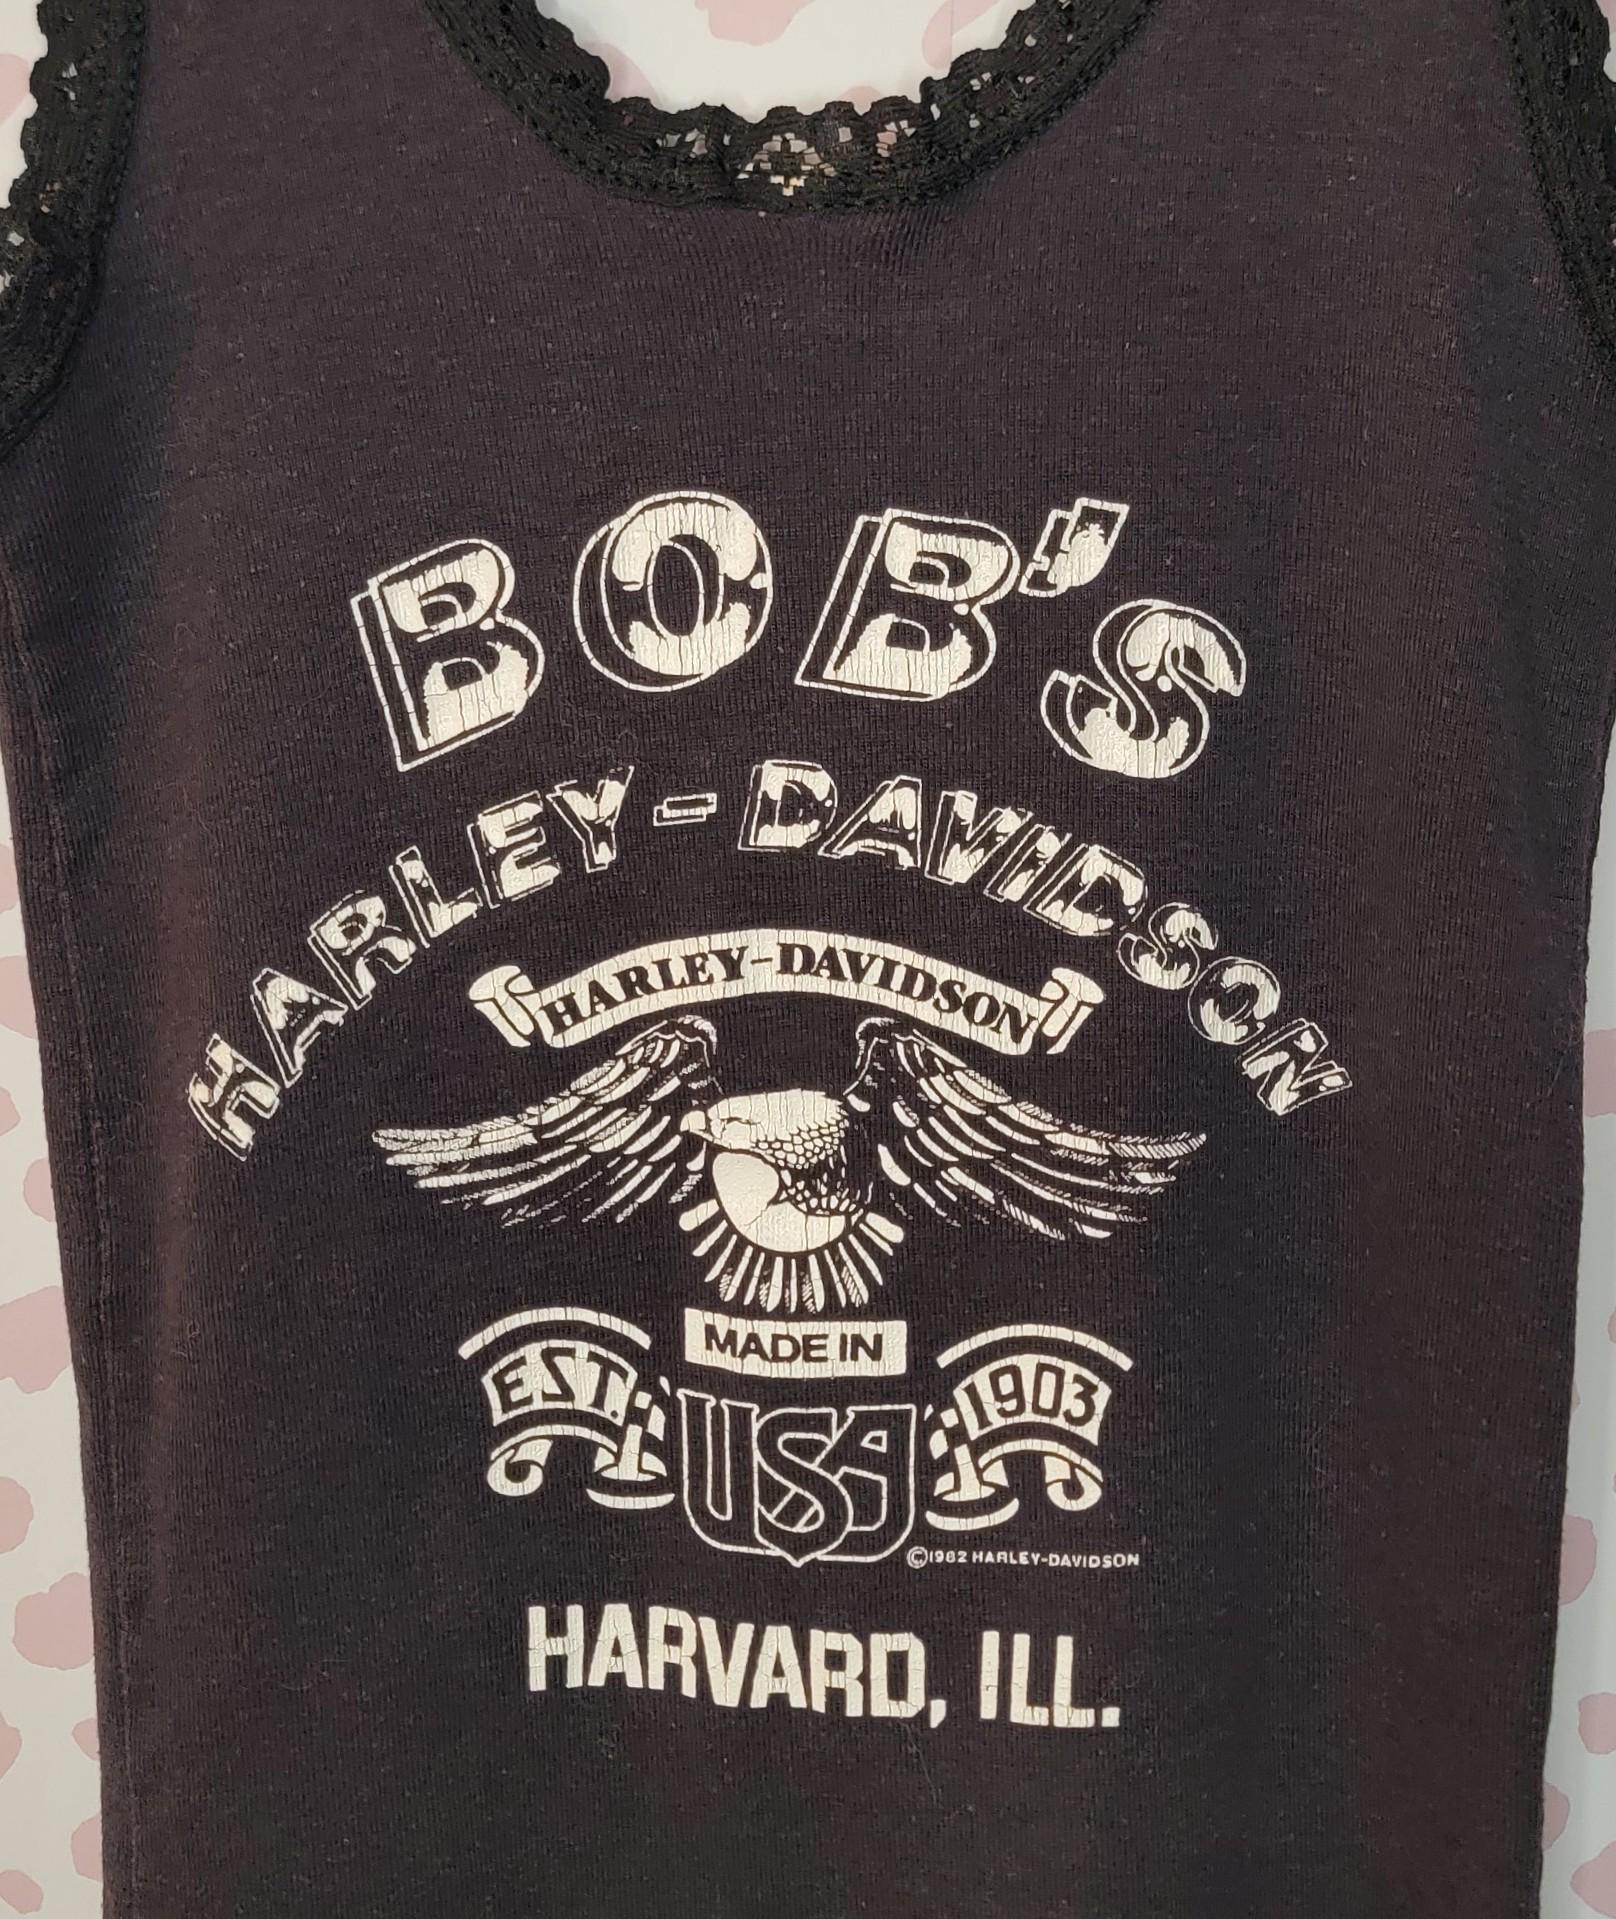 BOB'S
HARLEY-DAVIDSON
HARLEY-DAVIDSON
MADE IN
EST. 1903
USA
©1982 HARLEY-DAVIDSON
HARVARD, ILL.